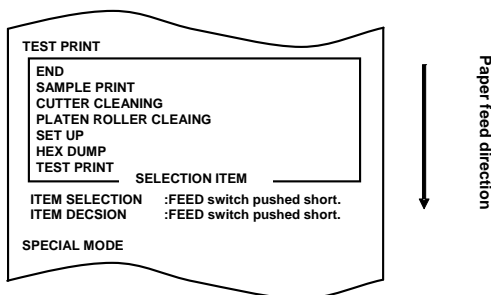 TEST PRINT
END
SAMPLE PRINT
CUTTER CLEANING
PLATEN ROLLER CLEAING
SET UP
HEX DUMP
TEST PRINT
SELECTION ITEM
ITEM SELECTION :FEED switch pushed short.
ITEM DECSION :FEED switch pushed short.
SPECIAL MODE
Paper feed direction